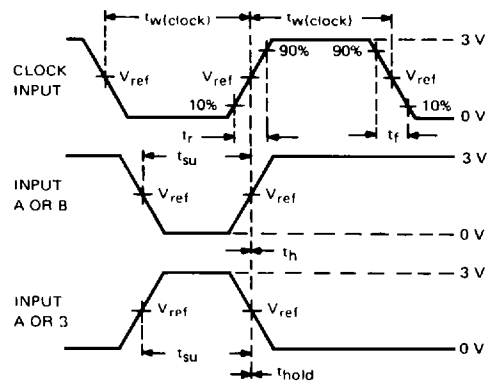 tw(clock) tw(clock)
3 V
90% 90%
CLOCK INPUT
Vref Vref Vref
10% 10%
0 V
tr tf
tsu
3 V
INPUT A OR B
Vref Vref
0 V
th
3 V
INPUT A OR 3
Vref Vref
0 V
tsu
thold